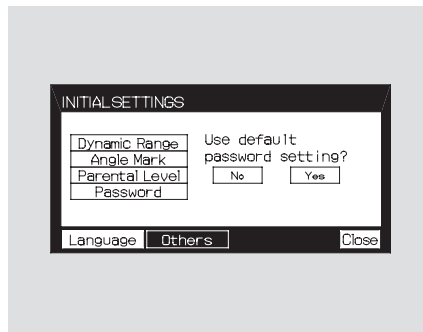 INITIAL SETTINGS
Dynamic Range
Angle Mark
Parental Level
Password
Use default
password setting?
No Yes
Language Others Close